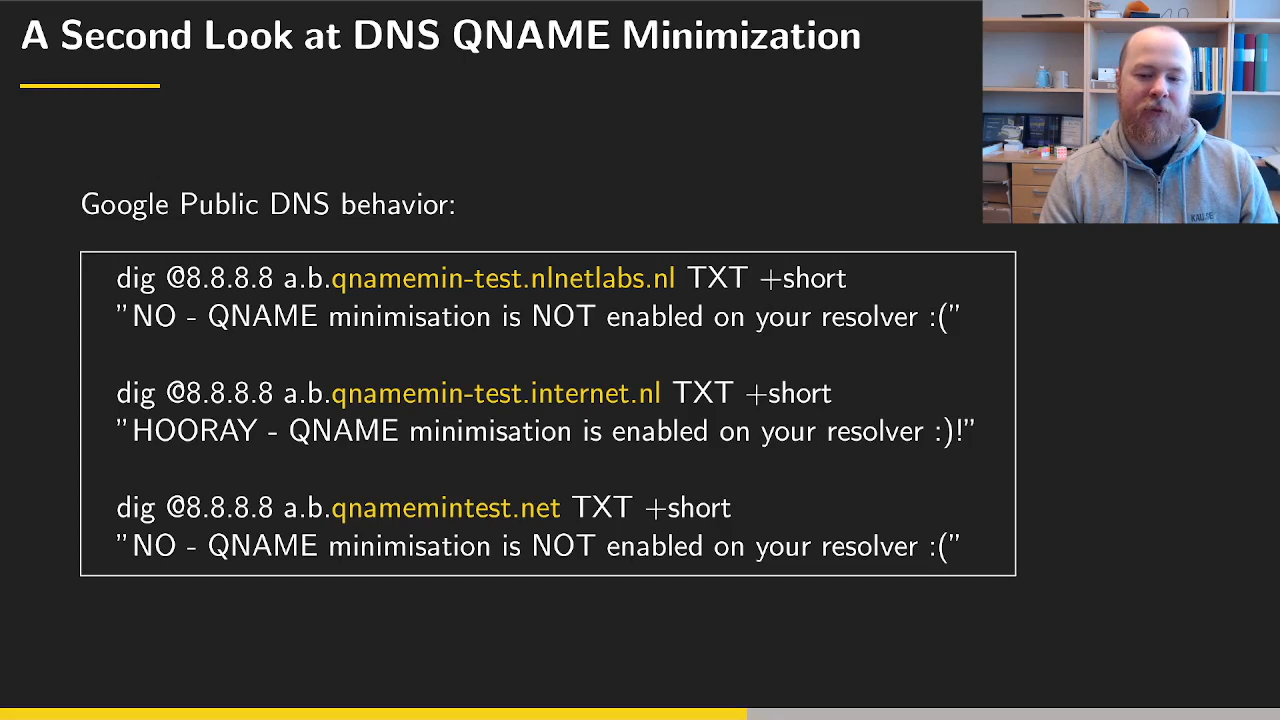 A Second Look at DNS QNAME Minimization
Google Public DNS behavior:
dig @8.8.8.8 a.b.qnamemin-test.nlnetlabs.nl TXT +short
"NO - QNAME minimisation is NOT enabled on your resolver :("
dig @8.8.8.8 a.b.qnamemin-test.internet.nl TXT +short
"HOORAY - QNAME minimisation is enabled on your resolver :)!"
dig @8.8.8.8 a.b.qnamemintest.net TXT +short
"NO - QNAME minimisation is NOT enabled on your resolver :("
KAU.SE